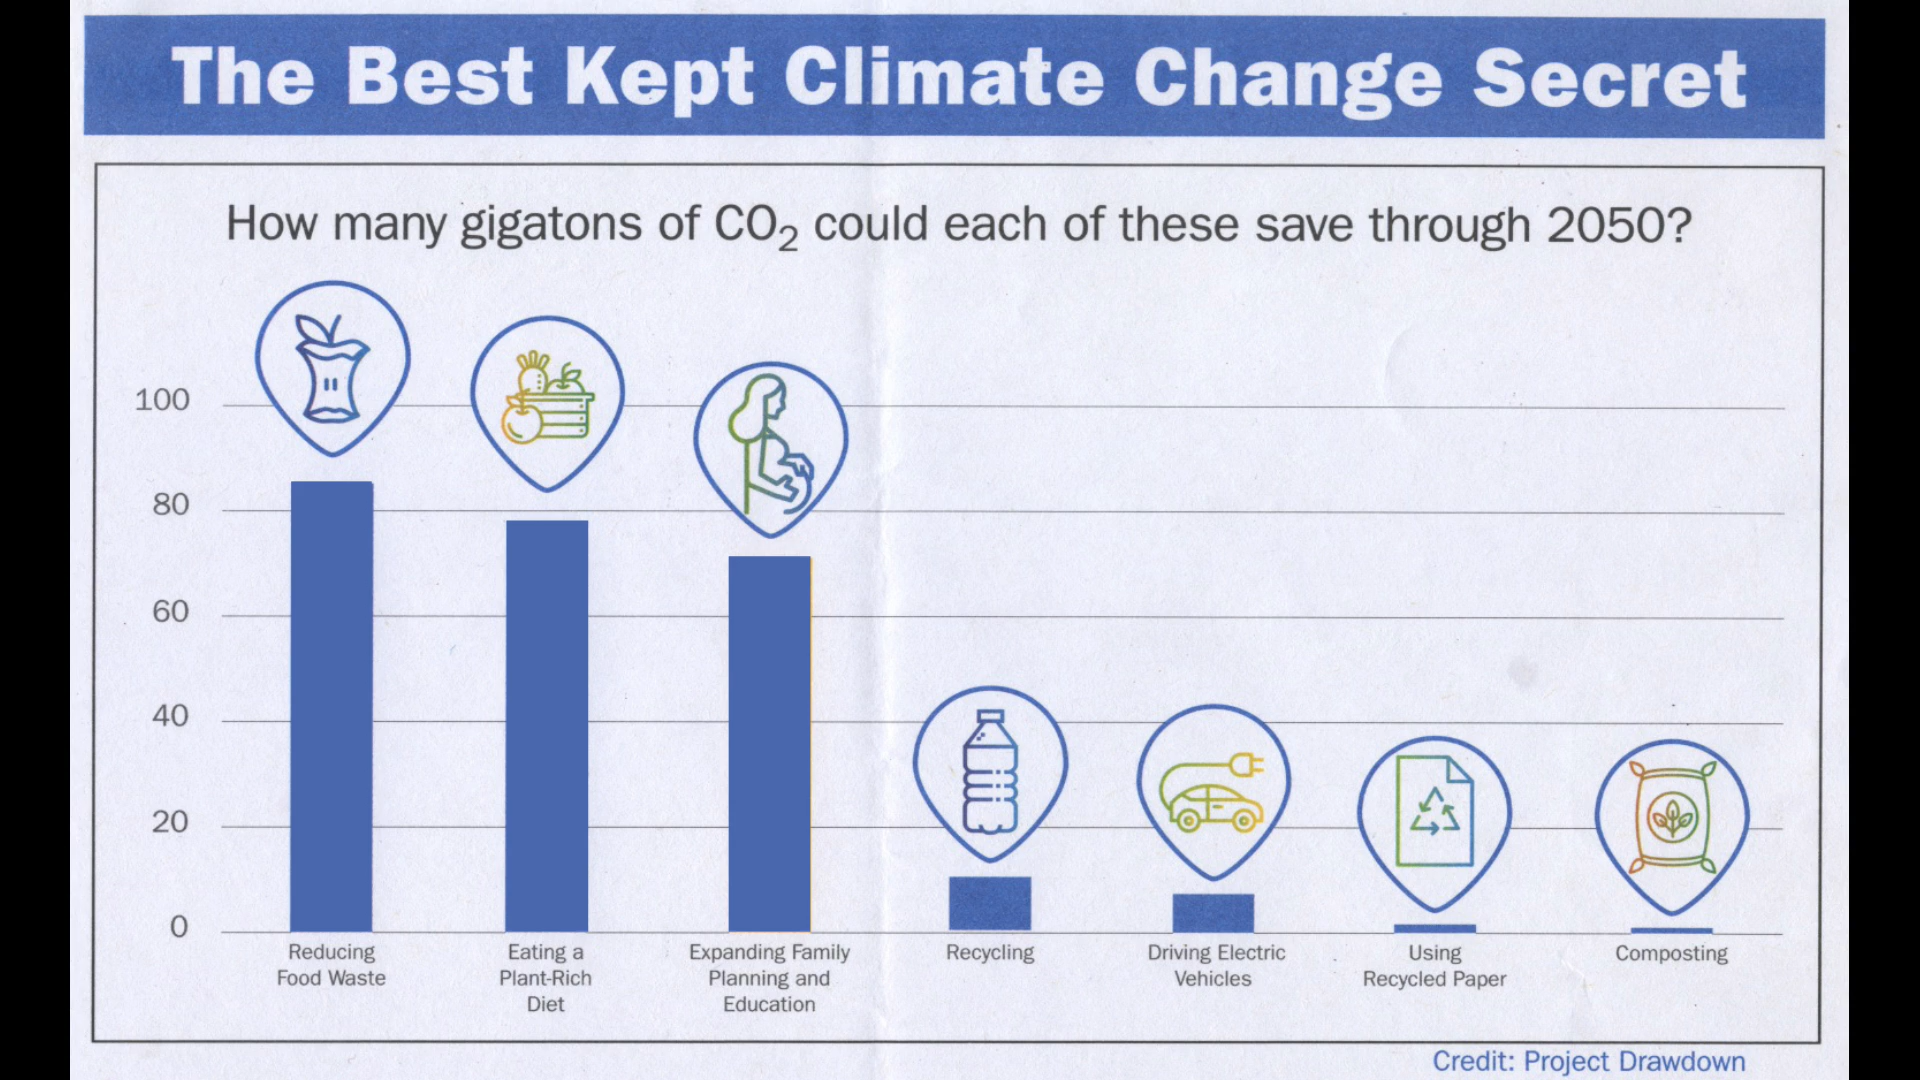 The Best Kept Climate Change Secret
How many gigatons of CO₂ could each of these save through 2050?
100
80
60
40
20
0
Reducing
Food Waste
Eating a
Plant-Rich
Diet
Expanding Family
Planning and
Education
Recycling
Driving Electric
Vehicles
Using
Recycled Paper
Composting
Credit: Project Drawdown